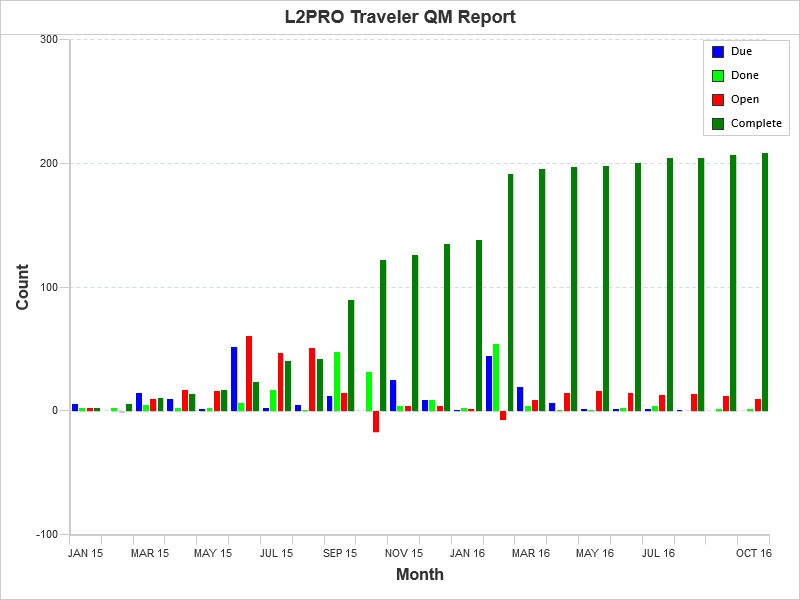 L2PRO Traveler QM Report
300
200
100
0
-100
Count
Due
Done
Open
Complete
JAN 15 MAR 15 MAY 15 JUL 15 SEP 15 NOV 15 JAN 16 MAR 16 MAY 16 JUL 16 OCT 16
Month